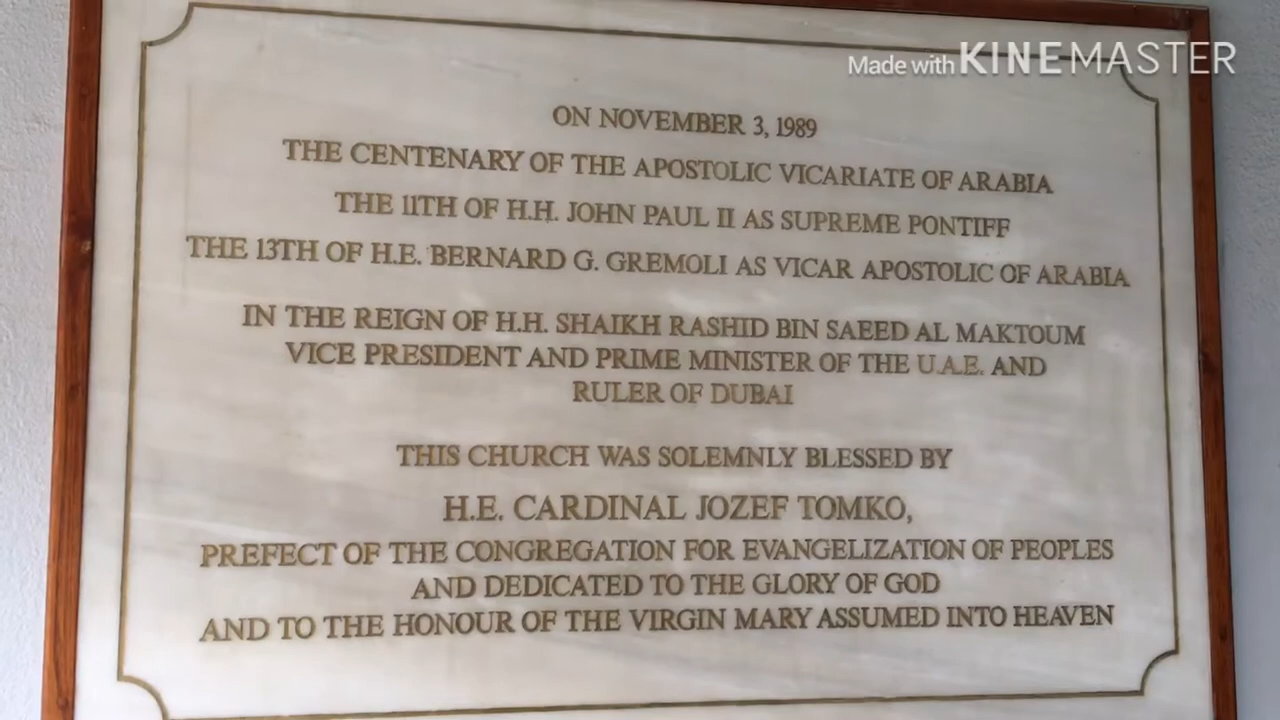 Made with KINEMASTER
ON NOVEMBER 3, 1989
THE CENTENARY OF THE APOSTOLIC VICARIATE OF ARABIA
THE 11TH OF H.H. JOHN PAUL II AS SUPREME PONTIFF
THE 13TH OF H.E. BERNARD G. GREMOLI AS VICAR APOSTOLIC OF ARABIA
IN THE REIGN OF H.H. SHAIKH RASHID BIN SAEED AL MAKTOUM
VICE PRESIDENT AND PRIME MINISTER OF THE U.A.E. AND
RULER OF DUBAI
THIS CHURCH WAS SOLEMNLY BLESSED BY
H.E. CARDINAL JOZEF TOMKO,
PREFECT OF THE CONGREGATION FOR EVANGELIZATION OF PEOPLES
AND DEDICATED TO THE GLORY OF GOD
AND TO THE HONOUR OF THE VIRGIN MARY ASSUMED INTO HEAVEN